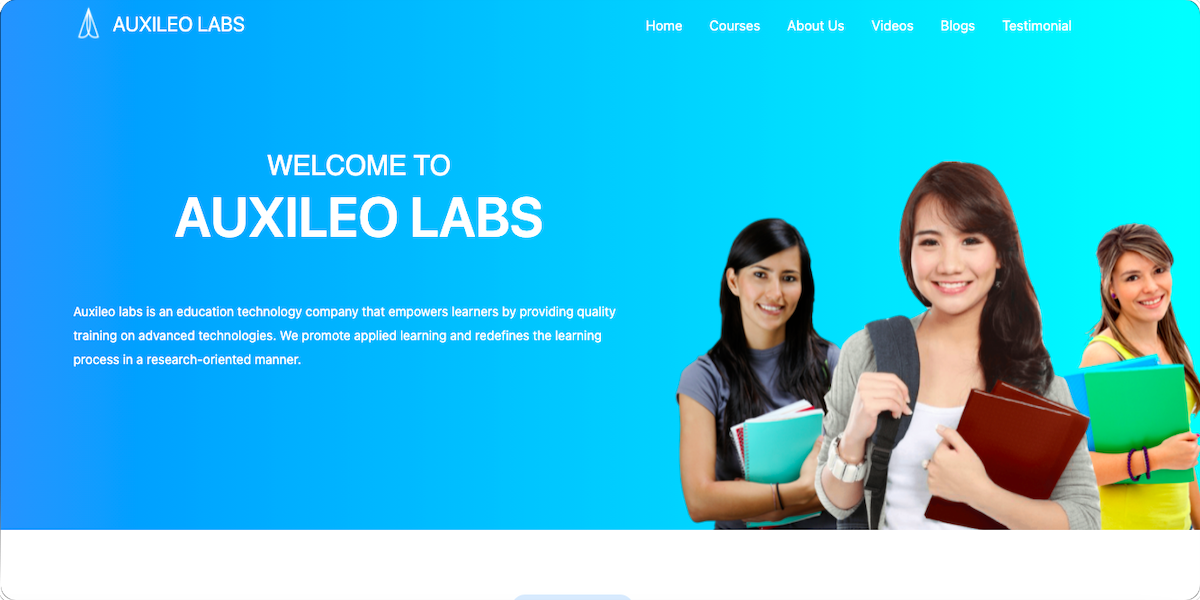 AUXILEO LABS
Home Courses About Us Videos Blogs Testimonial
WELCOME TO
AUXILEO LABS
Auxileo labs is an education technology company that empowers learners by providing quality
training on advanced technologies. We promote applied learning and redefines the learning
process in a research-oriented manner.